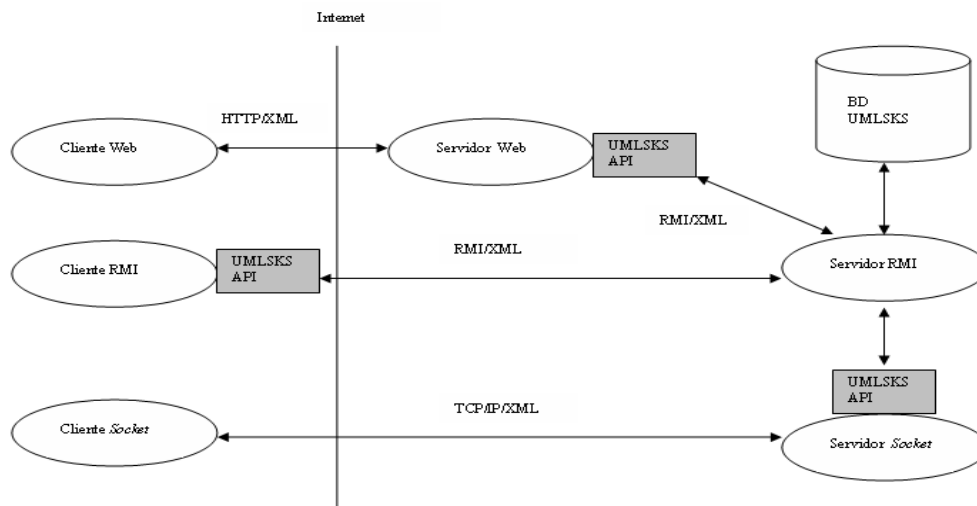 Internet
BD
UMLSKS
HTTP/XML
Cliente Web
Servidor Web
UMLSKS
API
RMI/XML
Cliente RMI
UMLSKS
API
RMI/XML
Servidor RMI
UMLSKS
API
TCP/IP/XML
Cliente Socket
Servidor Socket